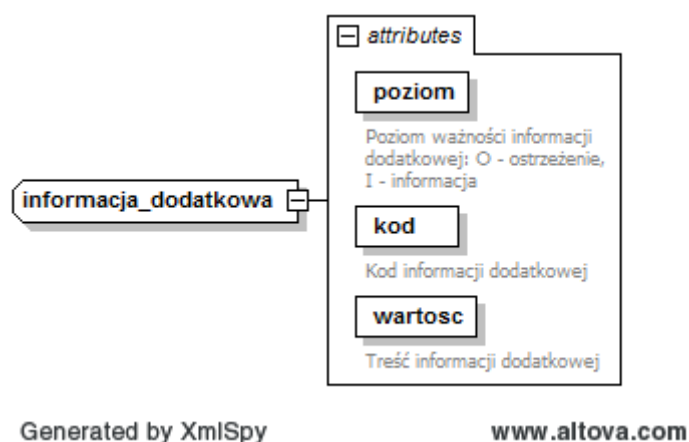 attributes
poziom
Poziom ważności informacji
dodatkowej: O - ostrzeżenie,
I - informacja
informacja_dodatkowa
kod
Kod informacji dodatkowej
wartosc
Treść informacji dodatkowej
Generated by XmlSpy
www.altova.com